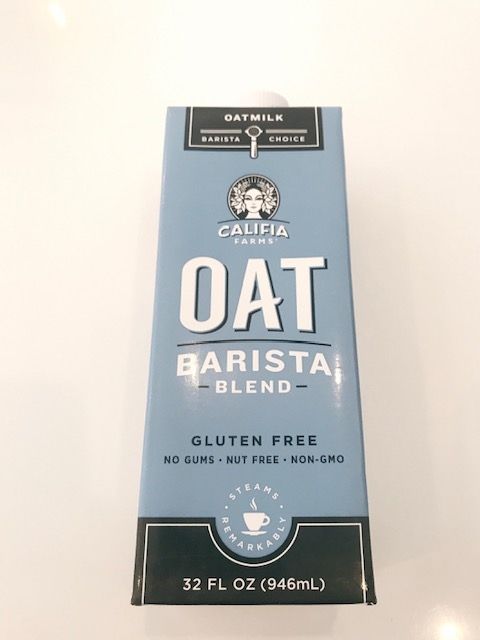 OATMILK
BARISTA CHOICE
CALIFIA
FARMS
OAT
BARISTA
–BLEND–
GLUTEN FREE
NO GUMS • NUT FREE • NON-GMO
• STEAMS •
REMARKABLY
32 FL OZ (946mL)